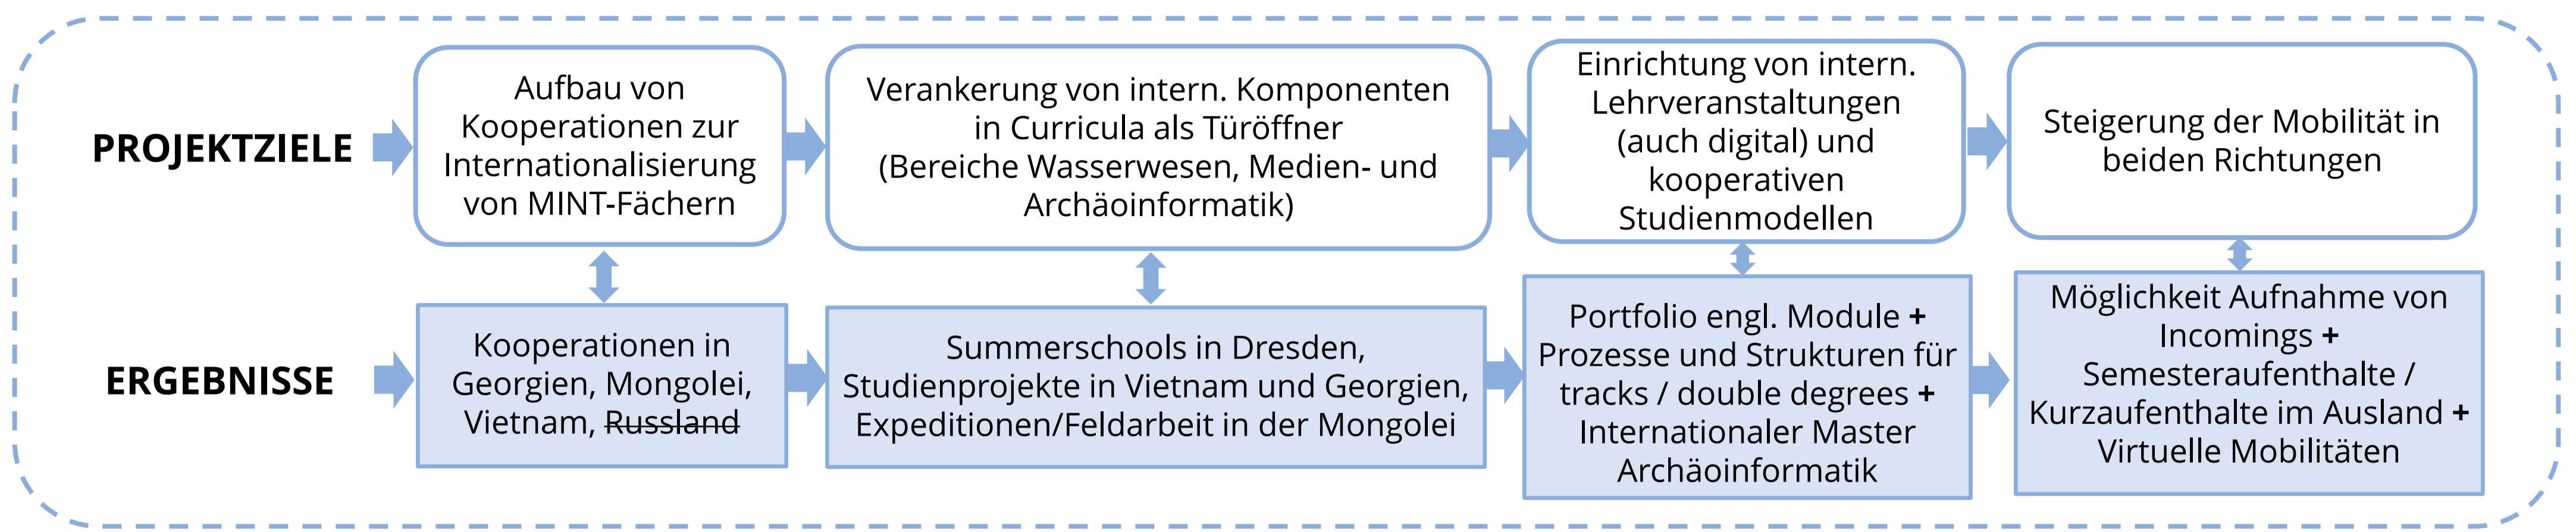 PROJEKTZIELE
Aufbau von
Kooperationen zur
Internationalisierung
von MINT-Fächern
Verankerung von intern. Komponenten
in Curricula als Türöffner
(Bereiche Wasserwesen, Medien- und
Archäoinformatik)
Einrichtung von intern.
Lehrveranstaltungen
(auch digital) und
kooperativen
Studienmodellen
Steigerung der Mobilität in
beiden Richtungen
ERGEBNISSE
Kooperationen in
Georgien, Mongolei,
Vietnam, Russland
Summerschools in Dresden,
Studienprojekte in Vietnam und Georgien,
Expeditionen/Feldarbeit in der Mongolei
Portfolio engl. Module +
Prozesse und Strukturen für
tracks / double degrees +
Internationaler Master
Archäoinformatik
Möglichkeit Aufnahme von
Incomings +
Semesteraufenthalte /
Kurzaufenthalte im Ausland +
Virtuelle Mobilitäten